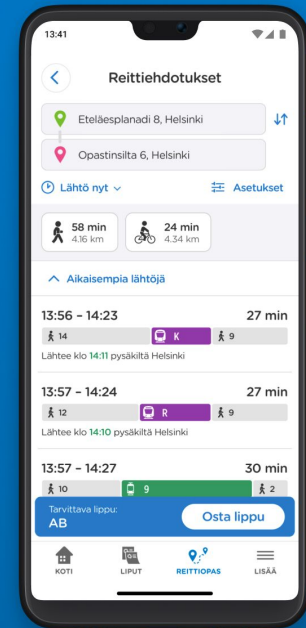 13:41
Reittiehdotukset
Eteläesplanadi 8, Helsinki
Opastinsilta 6, Helsinki
Lähtö nyt
Asetukset
58 min
4.16 km
24 min
4.34 km
Aikaisempia lähtöjä
13:56 – 14:23 27 min
14 K 9
Lähtee klo 14:11 pysäkiltä Helsinki
13:57 – 14:24 27 min
12 R 9
Lähtee klo 14:10 pysäkiltä Helsinki
13:57 – 14:27 30 min
10 9 2
Tarvittava lippu:
AB
Osta lippu
KOTI LIPUT REITTIOPAS LISÄÄ